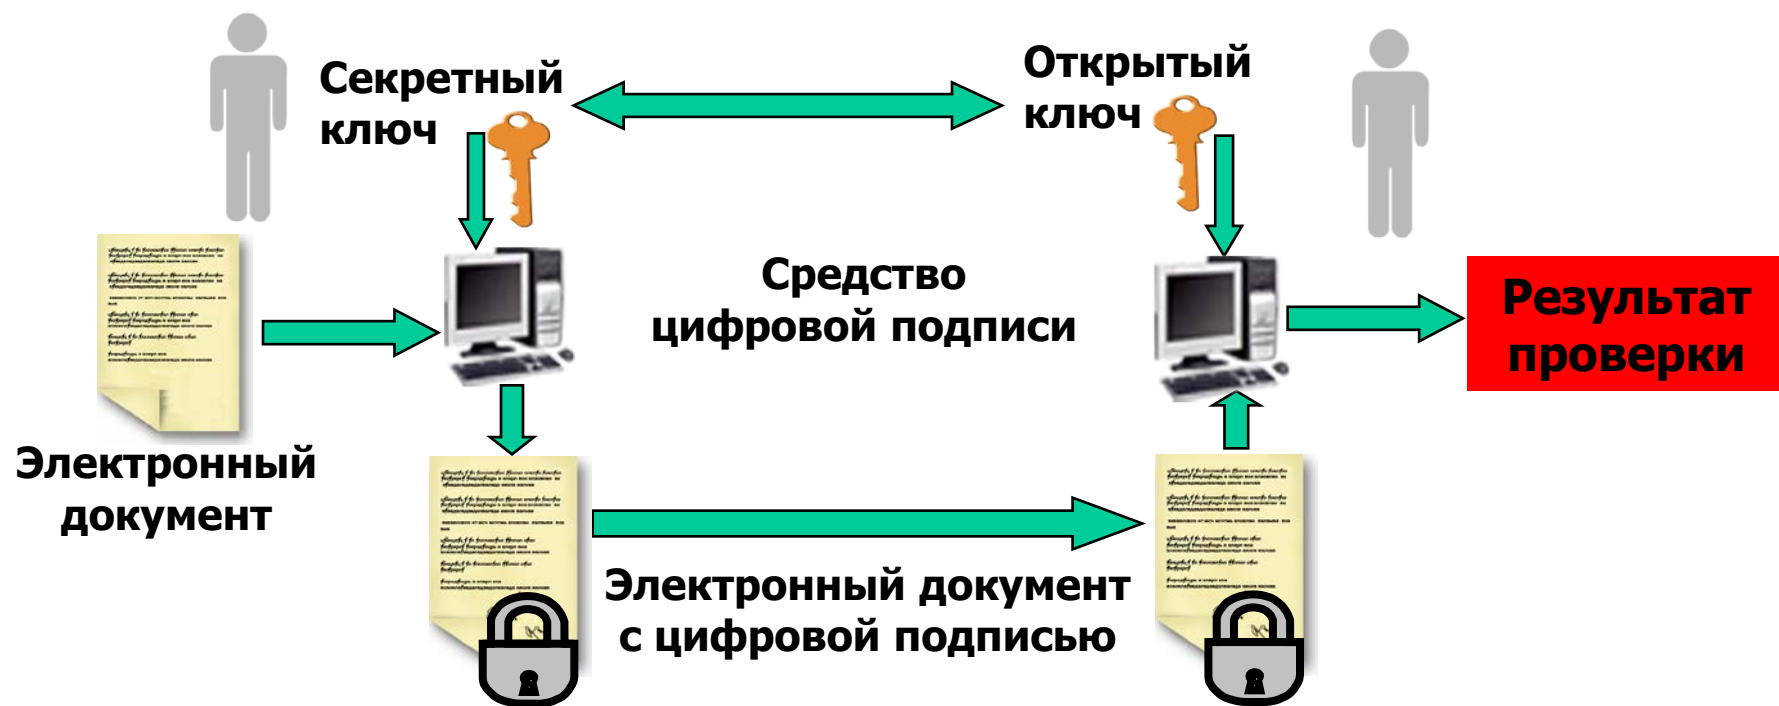 Секретный
ключ
Открытый
ключ
Средство
цифровой подписи
Результат
проверки
Электронный
документ
Электронный документ
с цифровой подписью